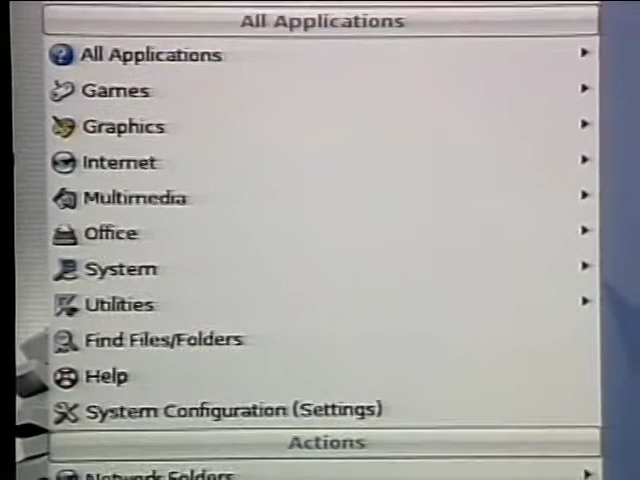 All Applications
All Applications
Games
Graphics
Internet
Multimedia
Office
System
Utilities
Find Files/Folders
Help
System Configuration (Settings)
Actions
Network Folders